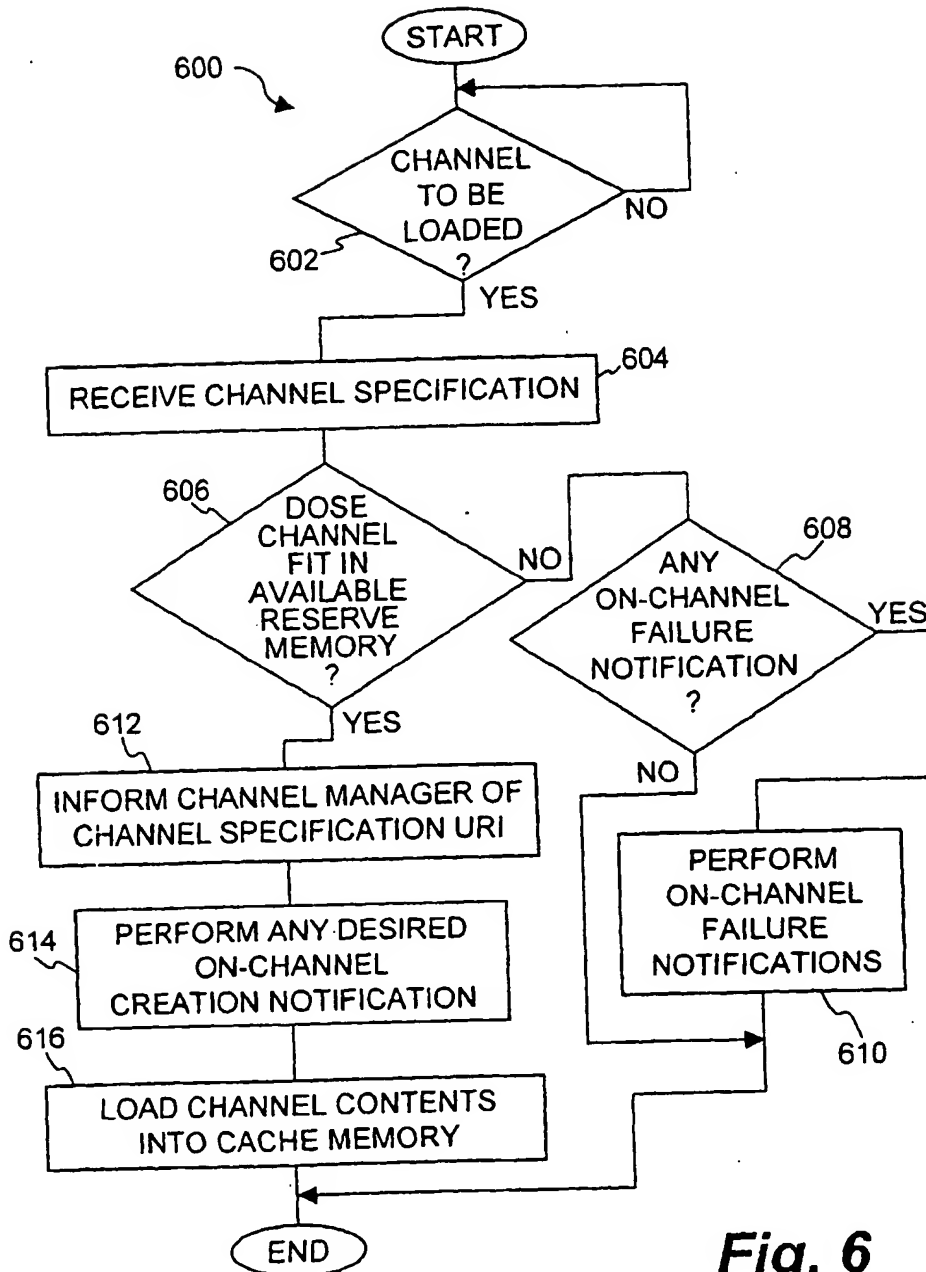 START
600
CHANNEL
TO BE
LOADED
?
NO
602
YES
604
RECEIVE CHANNEL SPECIFICATION
606
DOSE
CHANNEL
FIT IN
AVAILABLE
RESERVE
MEMORY
?
NO
608
ANY
ON-CHANNEL
FAILURE
NOTIFICATION
?
YES
YES
NO
612
INFORM CHANNEL MANAGER OF
CHANNEL SPECIFICATION URI
PERFORM
ON-CHANNEL
FAILURE
NOTIFICATIONS
610
614
PERFORM ANY DESIRED
ON-CHANNEL
CREATION NOTIFICATION
616
LOAD CHANNEL CONTENTS
INTO CACHE MEMORY
END
Fig. 6